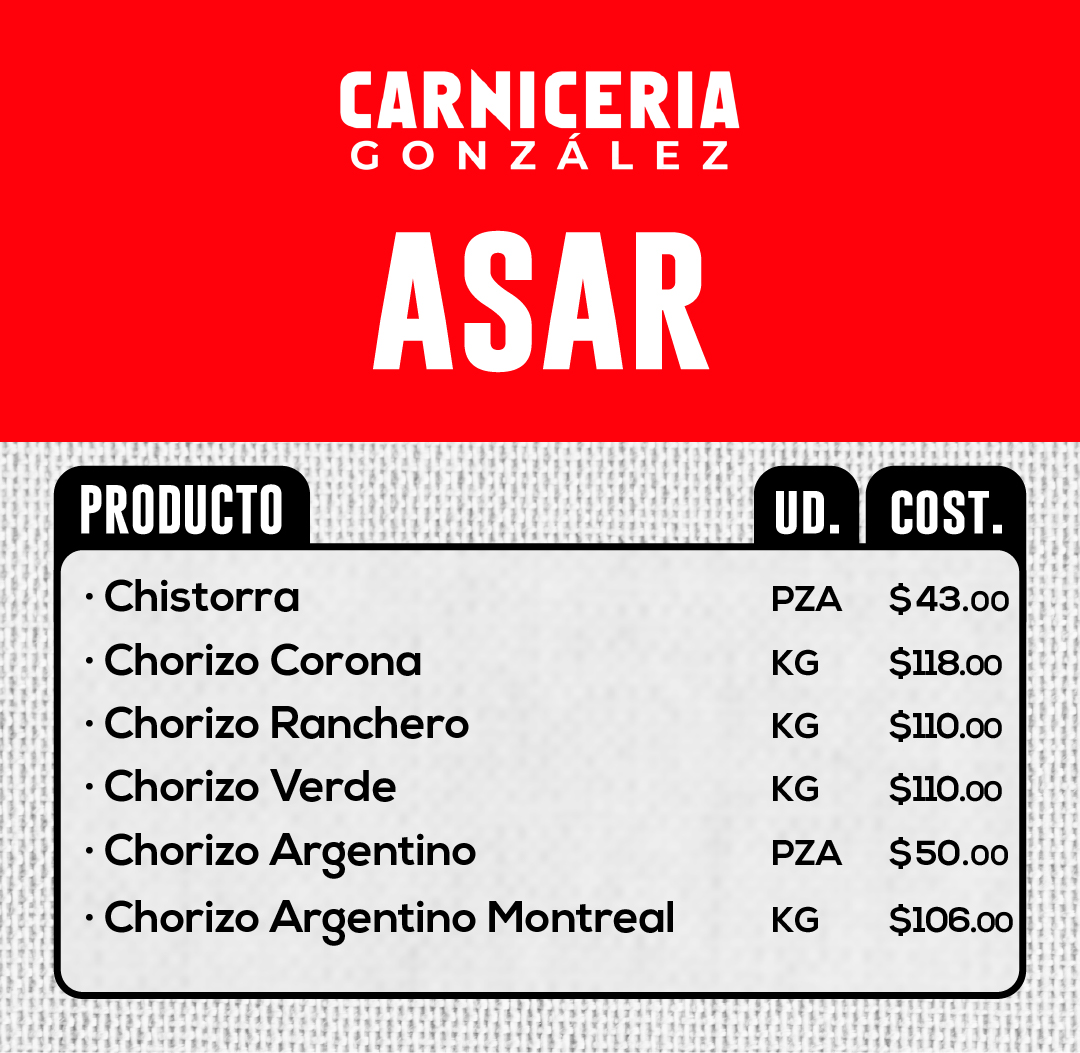 CARNICERIA
GONZÁLEZ
ASAR
PRODUCTO UD. COST.
· Chistorra PZA $43.00
· Chorizo Corona KG $118.00
· Chorizo Ranchero KG $110.00
· Chorizo Verde KG $110.00
· Chorizo Argentino PZA $50.00
· Chorizo Argentino Montreal KG $106.00